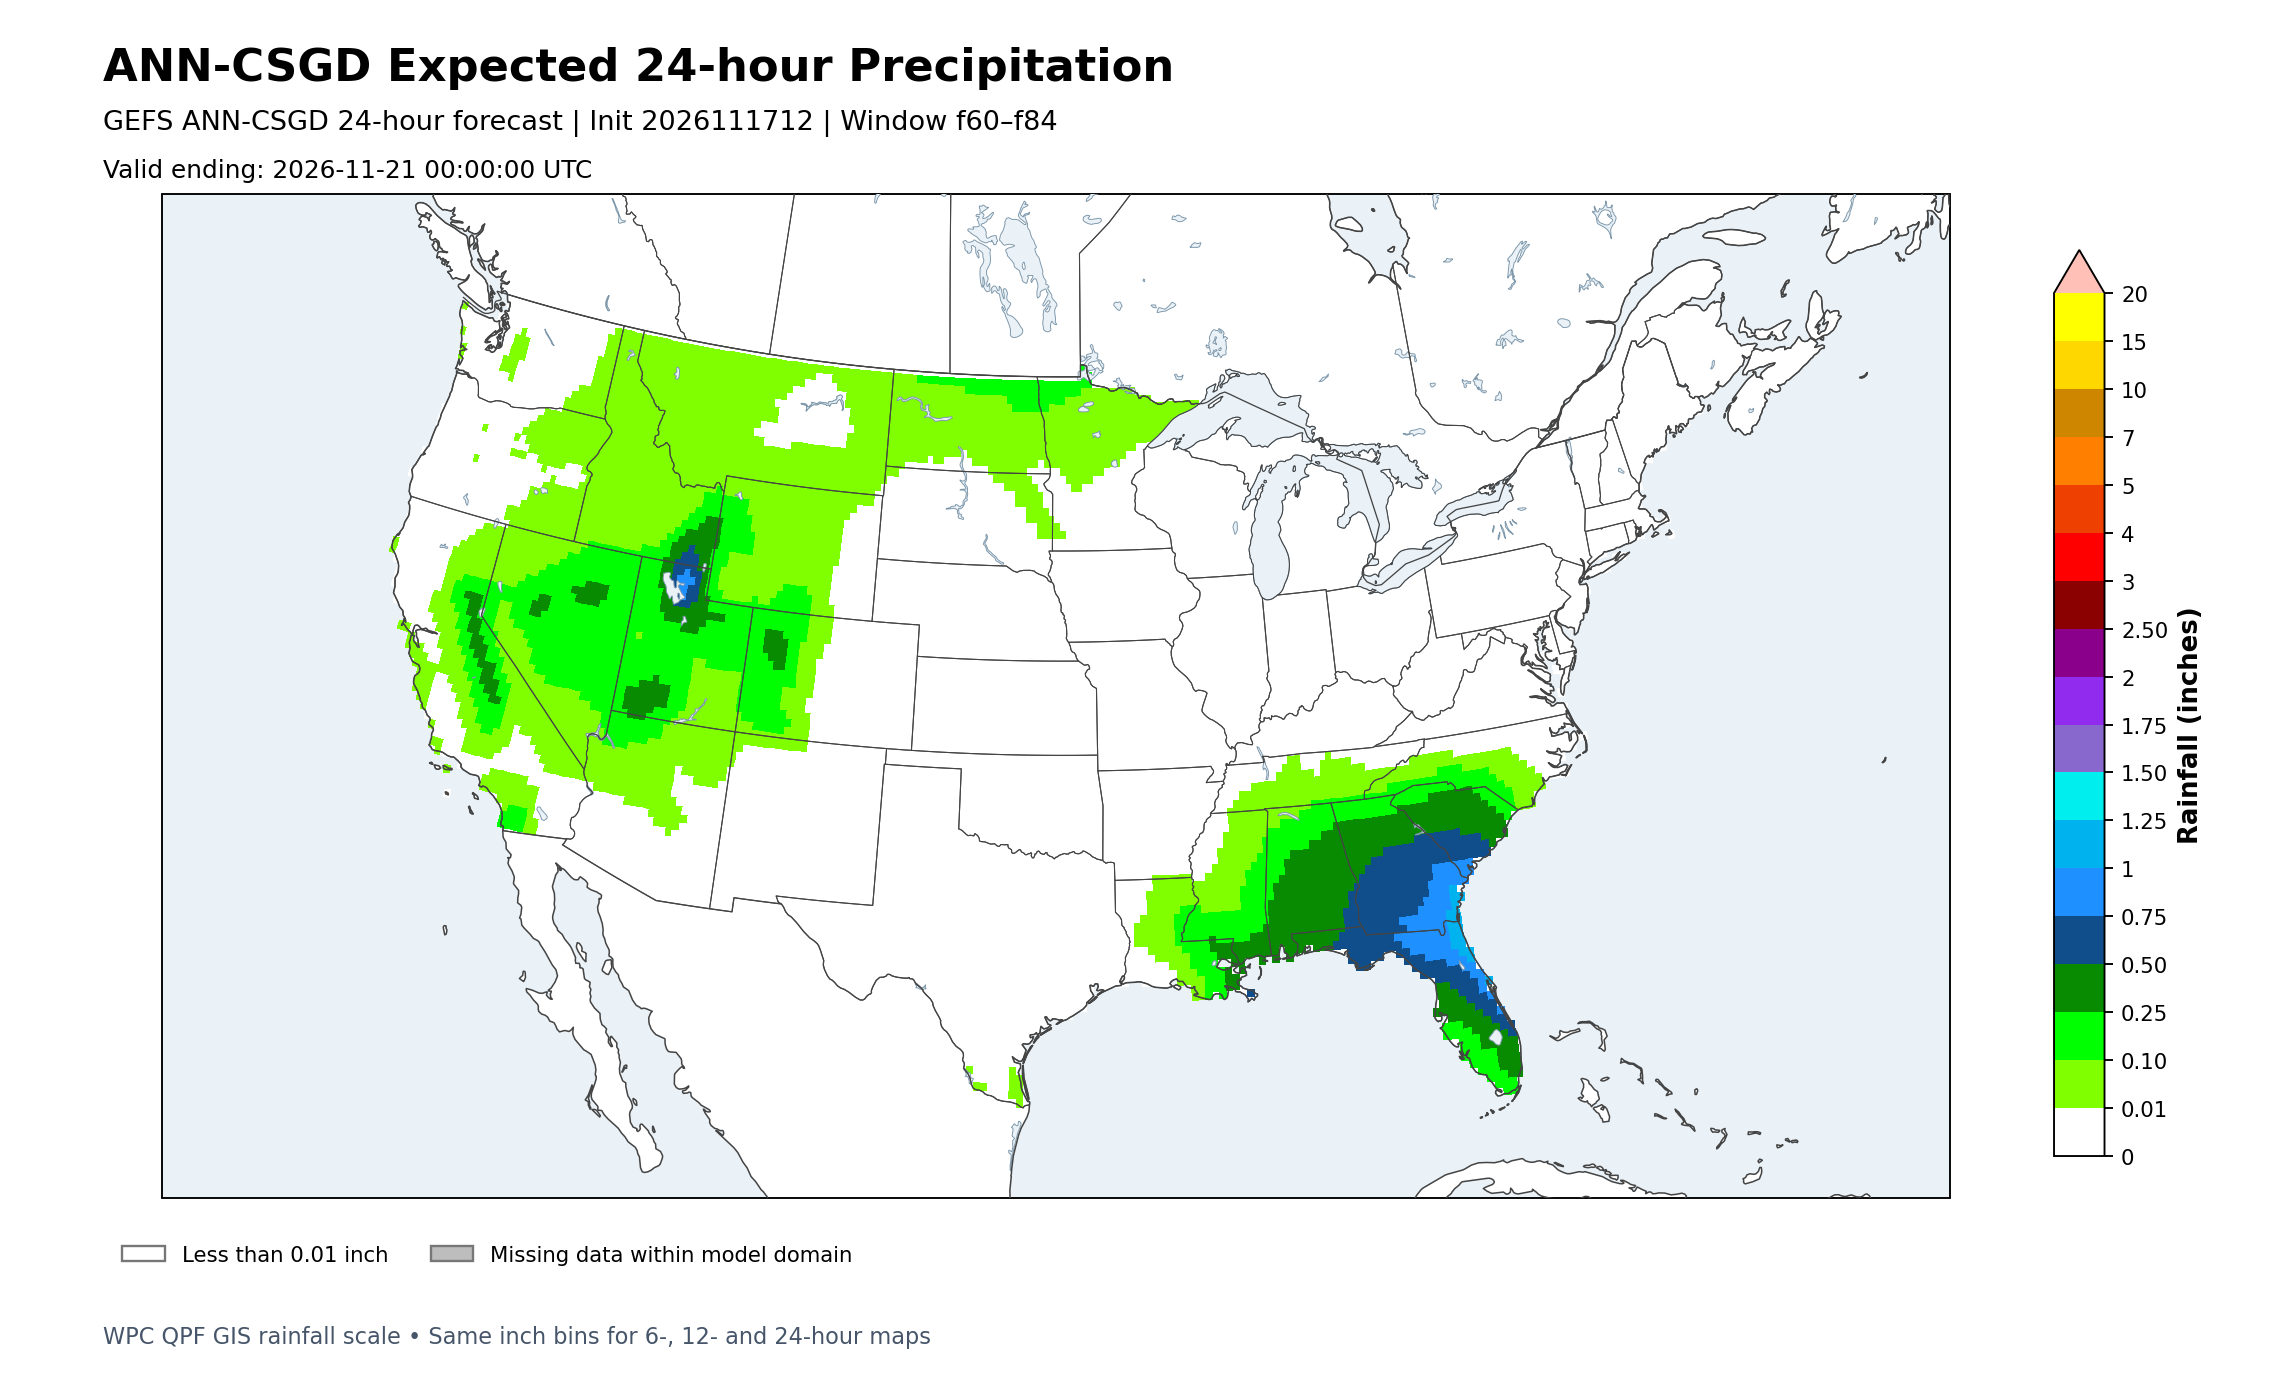 ANN-CSGD Expected 24-hour Precipitation
GEFS ANN-CSGD 24-hour forecast | Init 2026111712 | Window f60–f84
Valid ending: 2026-11-21 00:00:00 UTC
20
15
10
7
5
4
3
2.50
2
1.75
1.50
1.25
1
0.75
0.50
0.25
0.10
0.01
0
Rainfall (inches)
Less than 0.01 inch
Missing data within model domain
WPC QPF GIS rainfall scale • Same inch bins for 6-, 12- and 24-hour maps